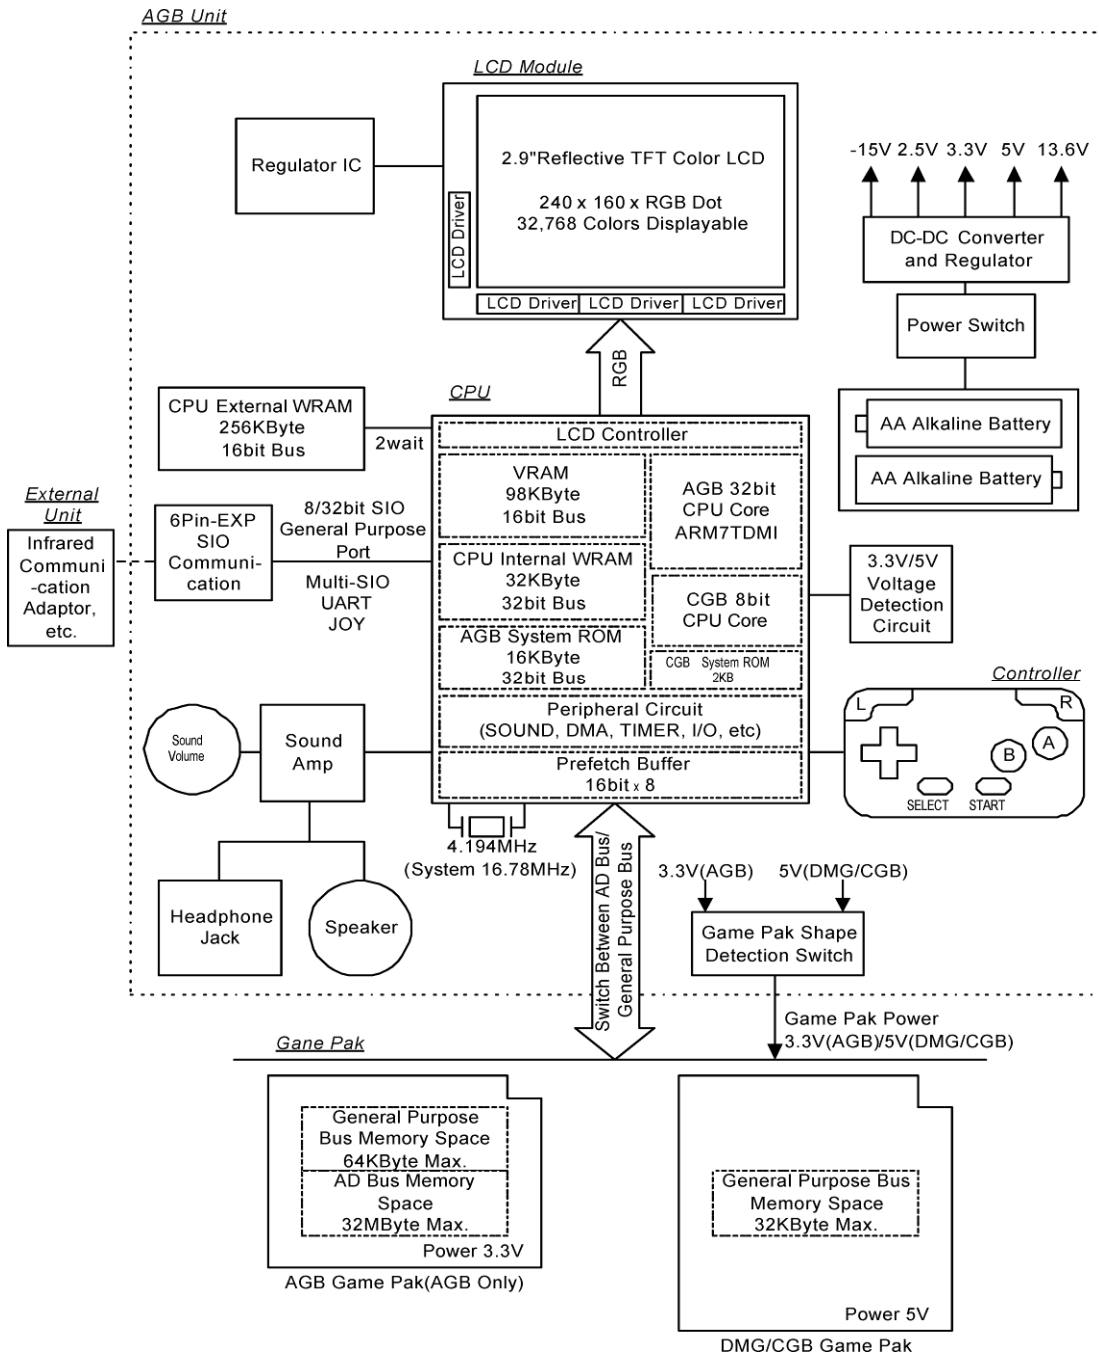 AGB Unit
LCD Module
Regulator IC
2.9"Reflective TFT Color LCD
240 x 160 x RGB Dot
32,768 Colors Displayable
LCD Driver
LCD Driver LCD Driver LCD Driver
-15V 2.5V 3.3V 5V 13.6V
DC-DC Converter
and Regulator
Power Switch
AA Alkaline Battery
AA Alkaline Battery
RGB
CPU
CPU External WRAM
256KByte
16bit Bus
2wait
LCD Controller
VRAM
98KByte
16bit Bus
AGB 32bit
CPU Core
ARM7TDMI
External
Unit
Infrared
Communi
-cation
Adaptor,
etc.
6Pin-EXP
SIO
Communi-
cation
8/32bit SIO
General Purpose
Port
Multi-SIO
UART
JOY
CPU Internal WRAM
32KByte
32bit Bus
CGB 8bit
CPU Core
3.3V/5V
Voltage
Detection
Circuit
AGB System ROM
16KByte
32bit Bus
CGB System ROM
2KB
Controller
L
R
B
A
SELECT START
Peripheral Circuit
(SOUND, DMA, TIMER, I/O, etc)
Prefetch Buffer
16bit x 8
Sound
Volume
Sound
Amp
4.194MHz
(System 16.78MHz)
Headphone
Jack
Speaker
Switch Between AD Bus/
General Purpose Bus
3.3V(AGB) 5V(DMG/CGB)
Game Pak Shape
Detection Switch
Game Pak Power
3.3V(AGB)/5V(DMG/CGB)
Gane Pak
General Purpose
Bus Memory Space
64KByte Max.
AD Bus Memory
Space
32MByte Max.
Power 3.3V
AGB Game Pak(AGB Only)
General Purpose Bus
Memory Space
32KByte Max.
Power 5V
DMG/CGB Game Pak